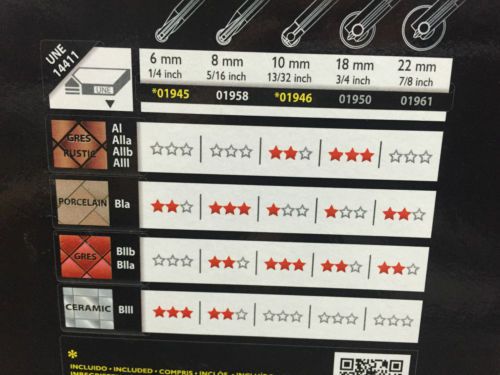 UNE
14411
UNE
6 mm 8 mm 10 mm 18 mm 22 mm
1/4 inch 5/16 inch 13/32 inch 3/4 inch 7/8 inch
*01945 01958 *01946 01950 01961
GRES
RUSTIC
AI
AIIa
AIIb
AIII
PORCELAIN BIa
GRES
BIIb
BIIa
CERAMIC BIII
*
INCLUIDO • INCLUDED • COMPRIS • INCLÒS •